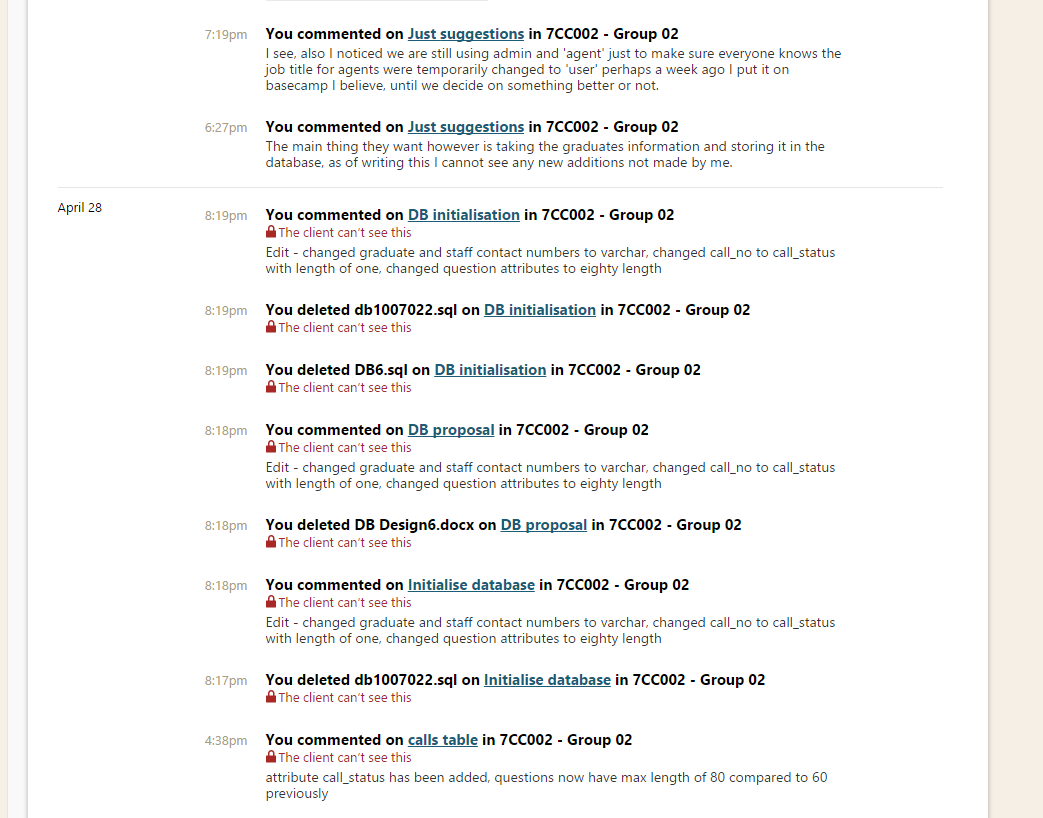 7:19pm
You commented on Just suggestions in 7CC002 - Group 02
I see, also I noticed we are still using admin and 'agent' just to make sure everyone knows the
job title for agents were temporarily changed to 'user' perhaps a week ago I put it on
basecamp I believe, until we decide on something better or not.
6:27pm
You commented on Just suggestions in 7CC002 - Group 02
The main thing they want however is taking the graduates information and storing it in the
database, as of writing this I cannot see any new additions not made by me.
April 28
8:19pm
You commented on DB initialisation in 7CC002 - Group 02
The client can't see this
Edit - changed graduate and staff contact numbers to varchar, changed call_no to call_status
with length of one, changed question attributes to eighty length
8:19pm
You deleted db1007022.sql on DB initialisation in 7CC002 - Group 02
The client can't see this
8:19pm
You deleted DB6.sql on DB initialisation in 7CC002 - Group 02
The client can't see this
8:18pm
You commented on DB proposal in 7CC002 - Group 02
The client can't see this
Edit - changed graduate and staff contact numbers to varchar, changed call_no to call_status
with length of one, changed question attributes to eighty length
8:18pm
You deleted DB Design6.docx on DB proposal in 7CC002 - Group 02
The client can't see this
8:18pm
You commented on Initialise database in 7CC002 - Group 02
The client can't see this
Edit - changed graduate and staff contact numbers to varchar, changed call_no to call_status
with length of one, changed question attributes to eighty length
8:17pm
You deleted db1007022.sql on Initialise database in 7CC002 - Group 02
The client can't see this
4:38pm
You commented on calls table in 7CC002 - Group 02
The client can't see this
attribute call_status has been added, questions now have max length of 80 compared to 60
previously